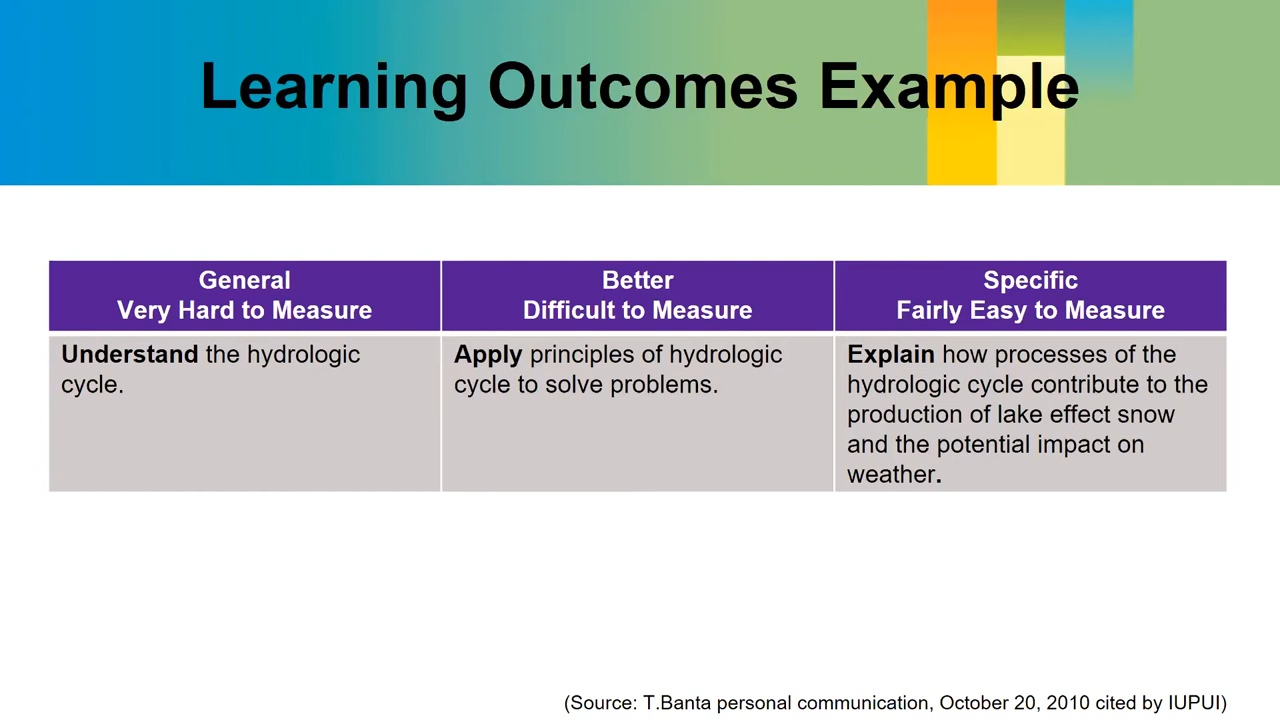 Learning Outcomes Example
General
Very Hard to Measure
Better
Difficult to Measure
Specific
Fairly Easy to Measure
Understand the hydrologic
cycle.
Apply principles of hydrologic
cycle to solve problems.
Explain how processes of the
hydrologic cycle contribute to the
production of lake effect snow
and the potential impact on
weather.
(Source: T.Banta personal communication, October 20, 2010 cited by IUPUI)